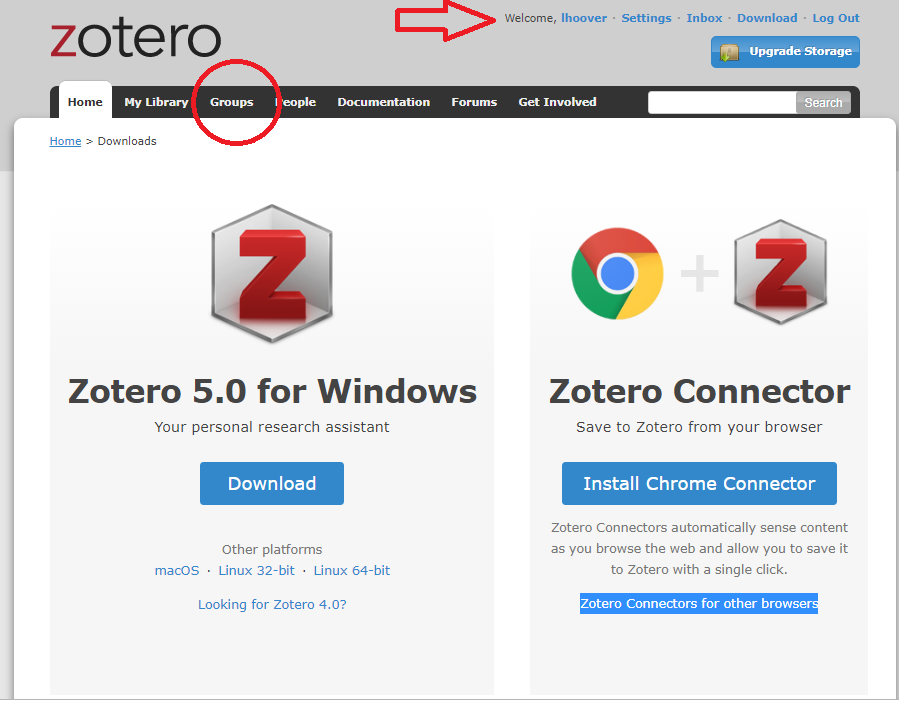 zotero
Welcome, lhoover · Settings · Inbox · Download · Log Out
Upgrade Storage
Home My Library Groups People Documentation Forums Get Involved Search
Home > Downloads
Zotero 5.0 for Windows
Your personal research assistant
Download
Other platforms
macOS · Linux 32-bit · Linux 64-bit
Looking for Zotero 4.0?
Zotero Connector
Save to Zotero from your browser
Install Chrome Connector
Zotero Connectors automatically sense content
as you browse the web and allow you to save it
to Zotero with a single click.
Zotero Connectors for other browsers